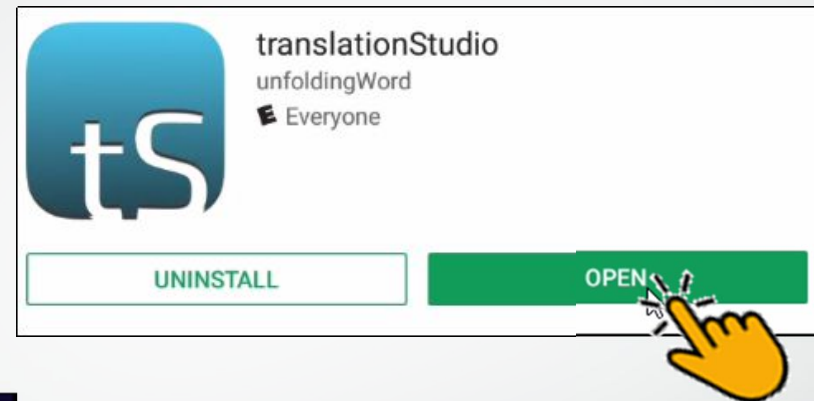 translationStudio
unfoldingWord
E Everyone
tS
UNINSTALL OPEN